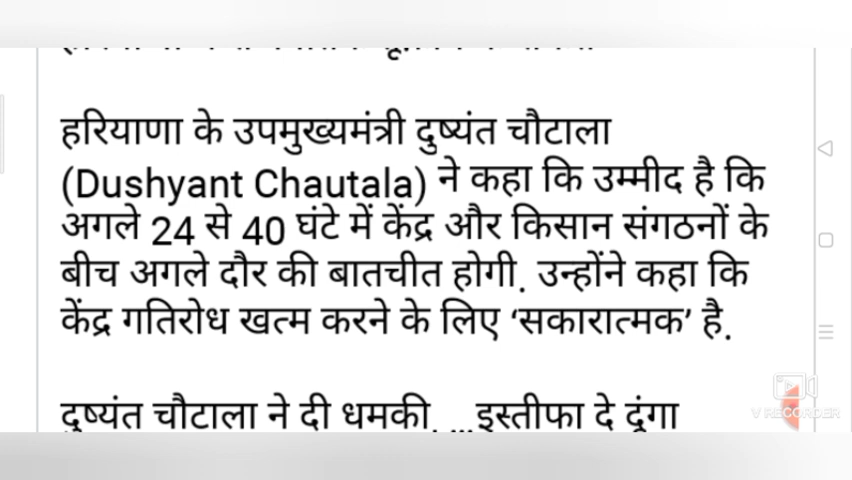 हरियाणा के उपमुख्यमंत्री दुष्यंत चौटाला
(Dushyant Chautala) ने कहा कि उम्मीद है कि
अगले 24 से 40 घंटे में केंद्र और किसान संगठनों के
बीच अगले दौर की बातचीत होगी. उन्होंने कहा कि
केंद्र गतिरोध खत्म करने के लिए ‘सकारात्मक’ है.
दुष्यंत चौटाला ने दी धमकी, ...इस्तीफा दे दूंगा
V RECORDER